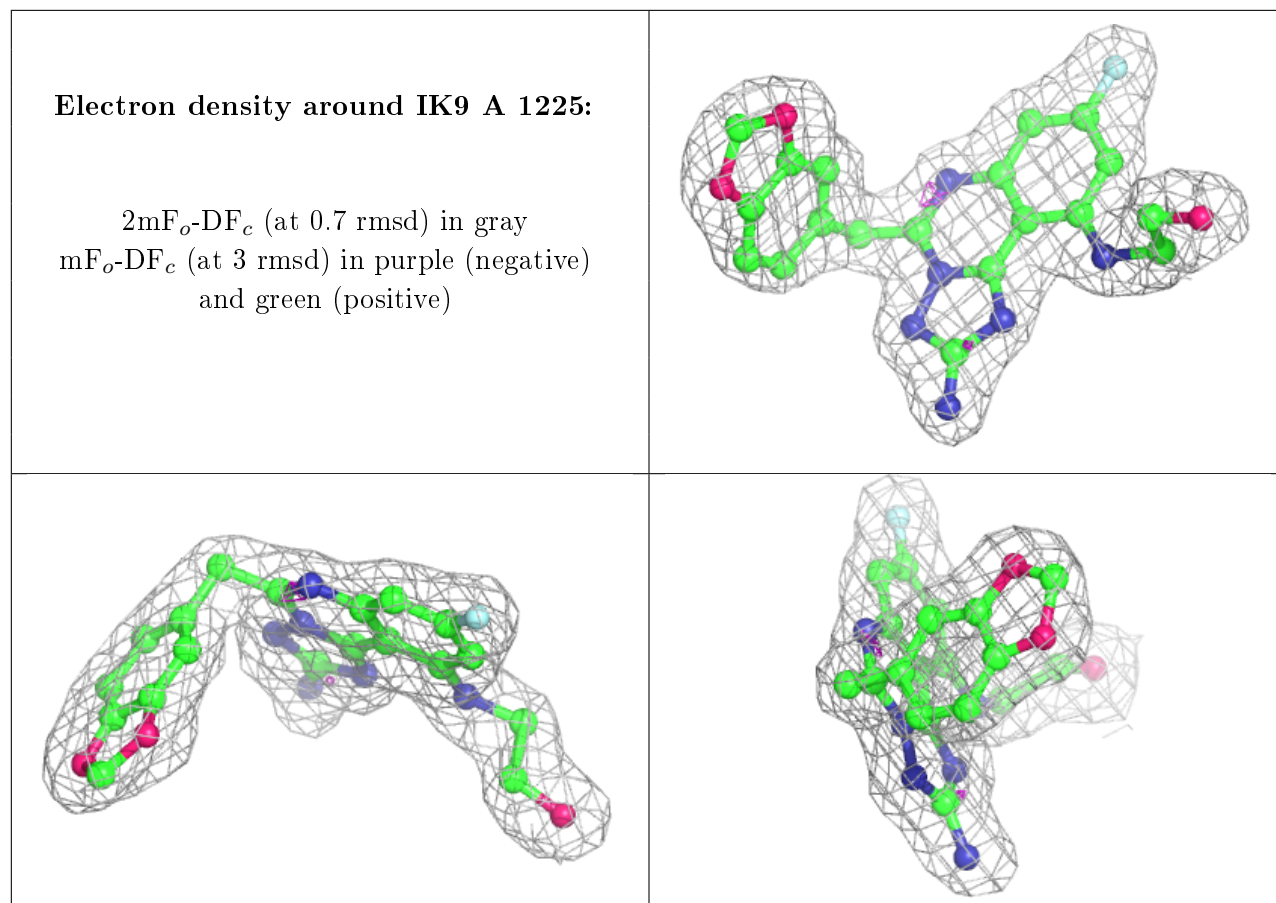 Electron density around IK9 A 1225:
2mFo-DFc (at 0.7 rmsd) in gray
mFo-DFc (at 3 rmsd) in purple (negative)
and green (positive)